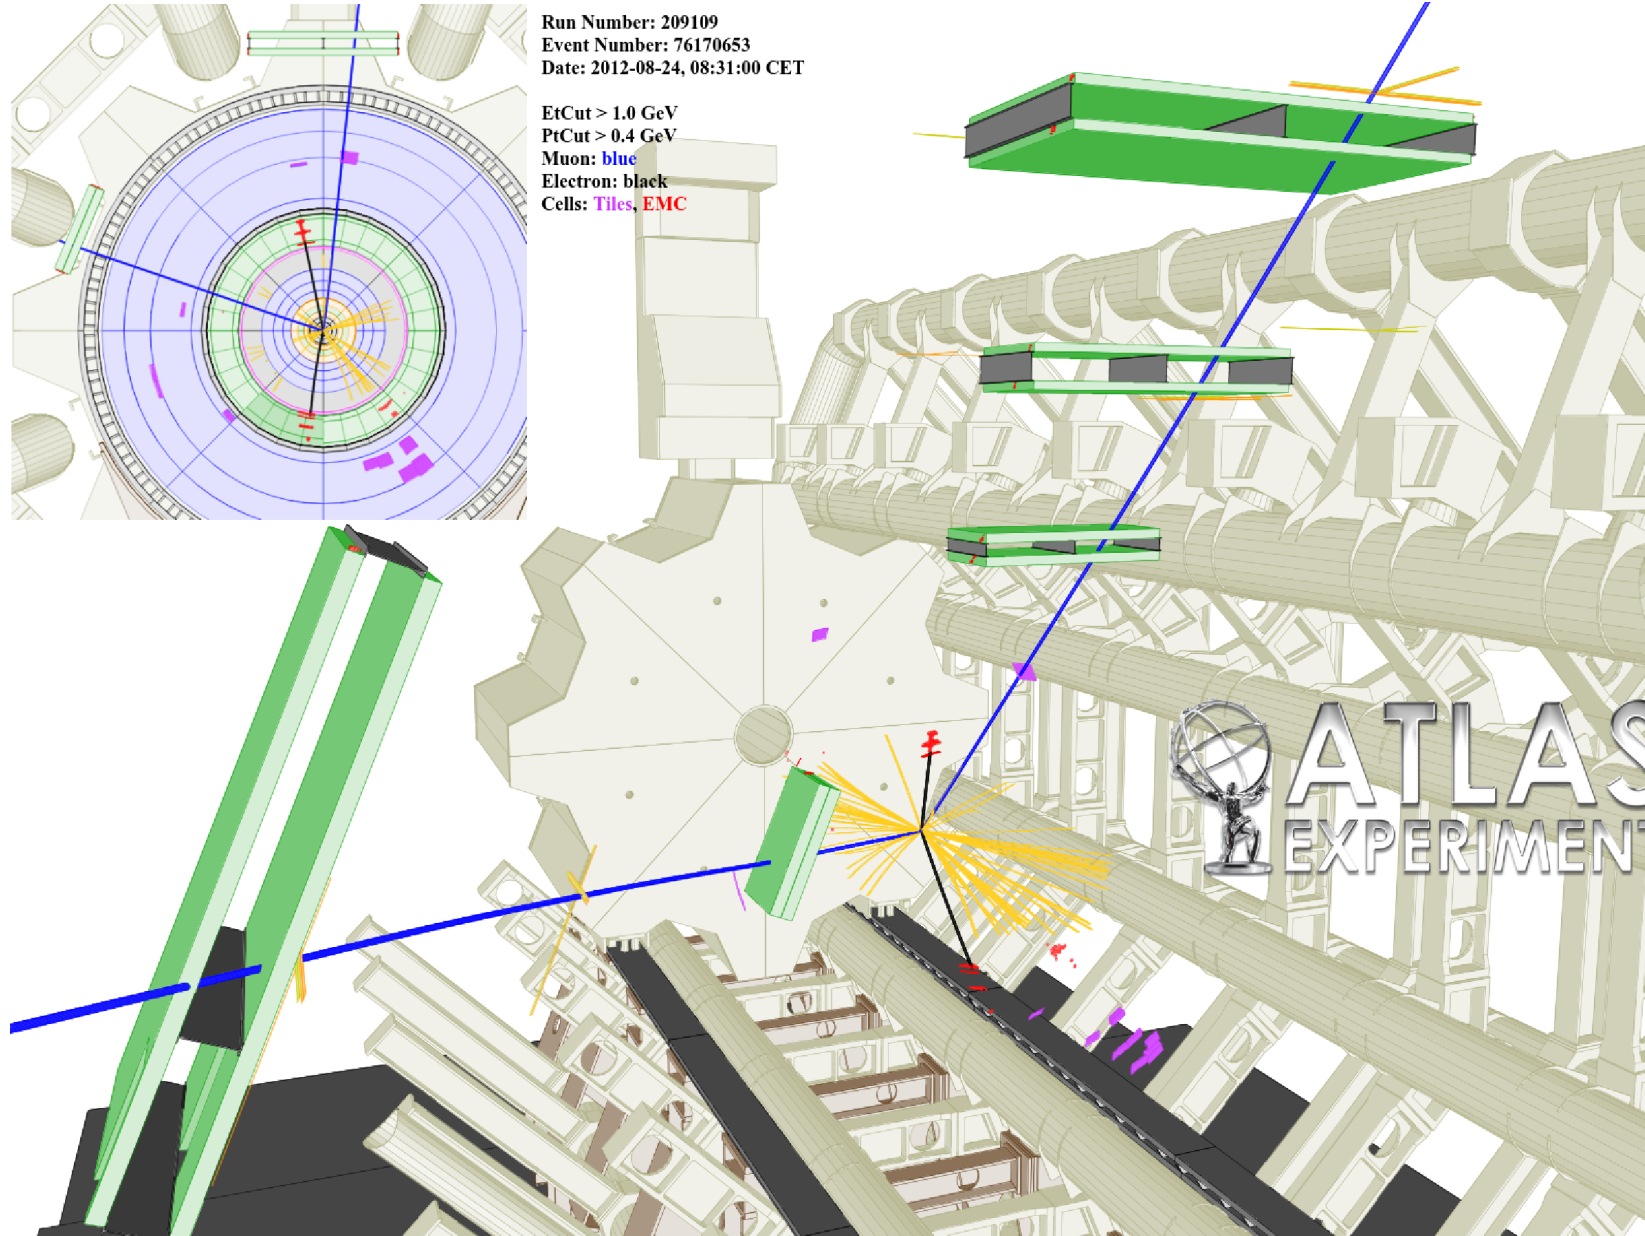 Run Number: 209109
Event Number: 76170653
Date: 2012-08-24, 08:31:00 CET
EtCut > 1.0 GeV
PtCut > 0.4 GeV
Muon: blue
Electron: black
Cells: Tiles, EMC
ATLAS
EXPERIMENT